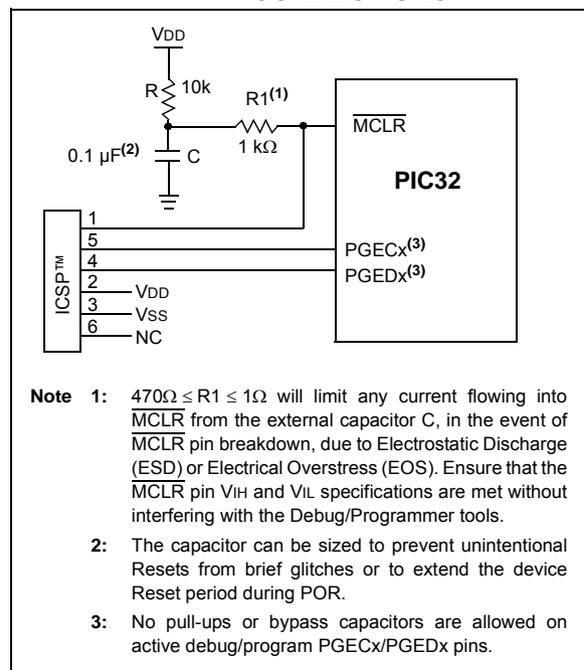 VDD
R 10k
R1(1)
MCLR
0.1 µF(2) C
1 kΩ
PIC32
1
5
PGECx(3)
4
PGEDx(3)
ICSP™
2
VDD
3
VSS
6
NC
Note 1: 470Ω ≤ R1 ≤ 1Ω will limit any current flowing into
MCLR from the external capacitor C, in the event of
MCLR pin breakdown, due to Electrostatic Discharge
(ESD) or Electrical Overstress (EOS). Ensure that the
MCLR pin VIH and VIL specifications are met without
interfering with the Debug/Programmer tools.
2: The capacitor can be sized to prevent unintentional
Resets from brief glitches or to extend the device
Reset period during POR.
3: No pull-ups or bypass capacitors are allowed on
active debug/program PGECx/PGEDx pins.